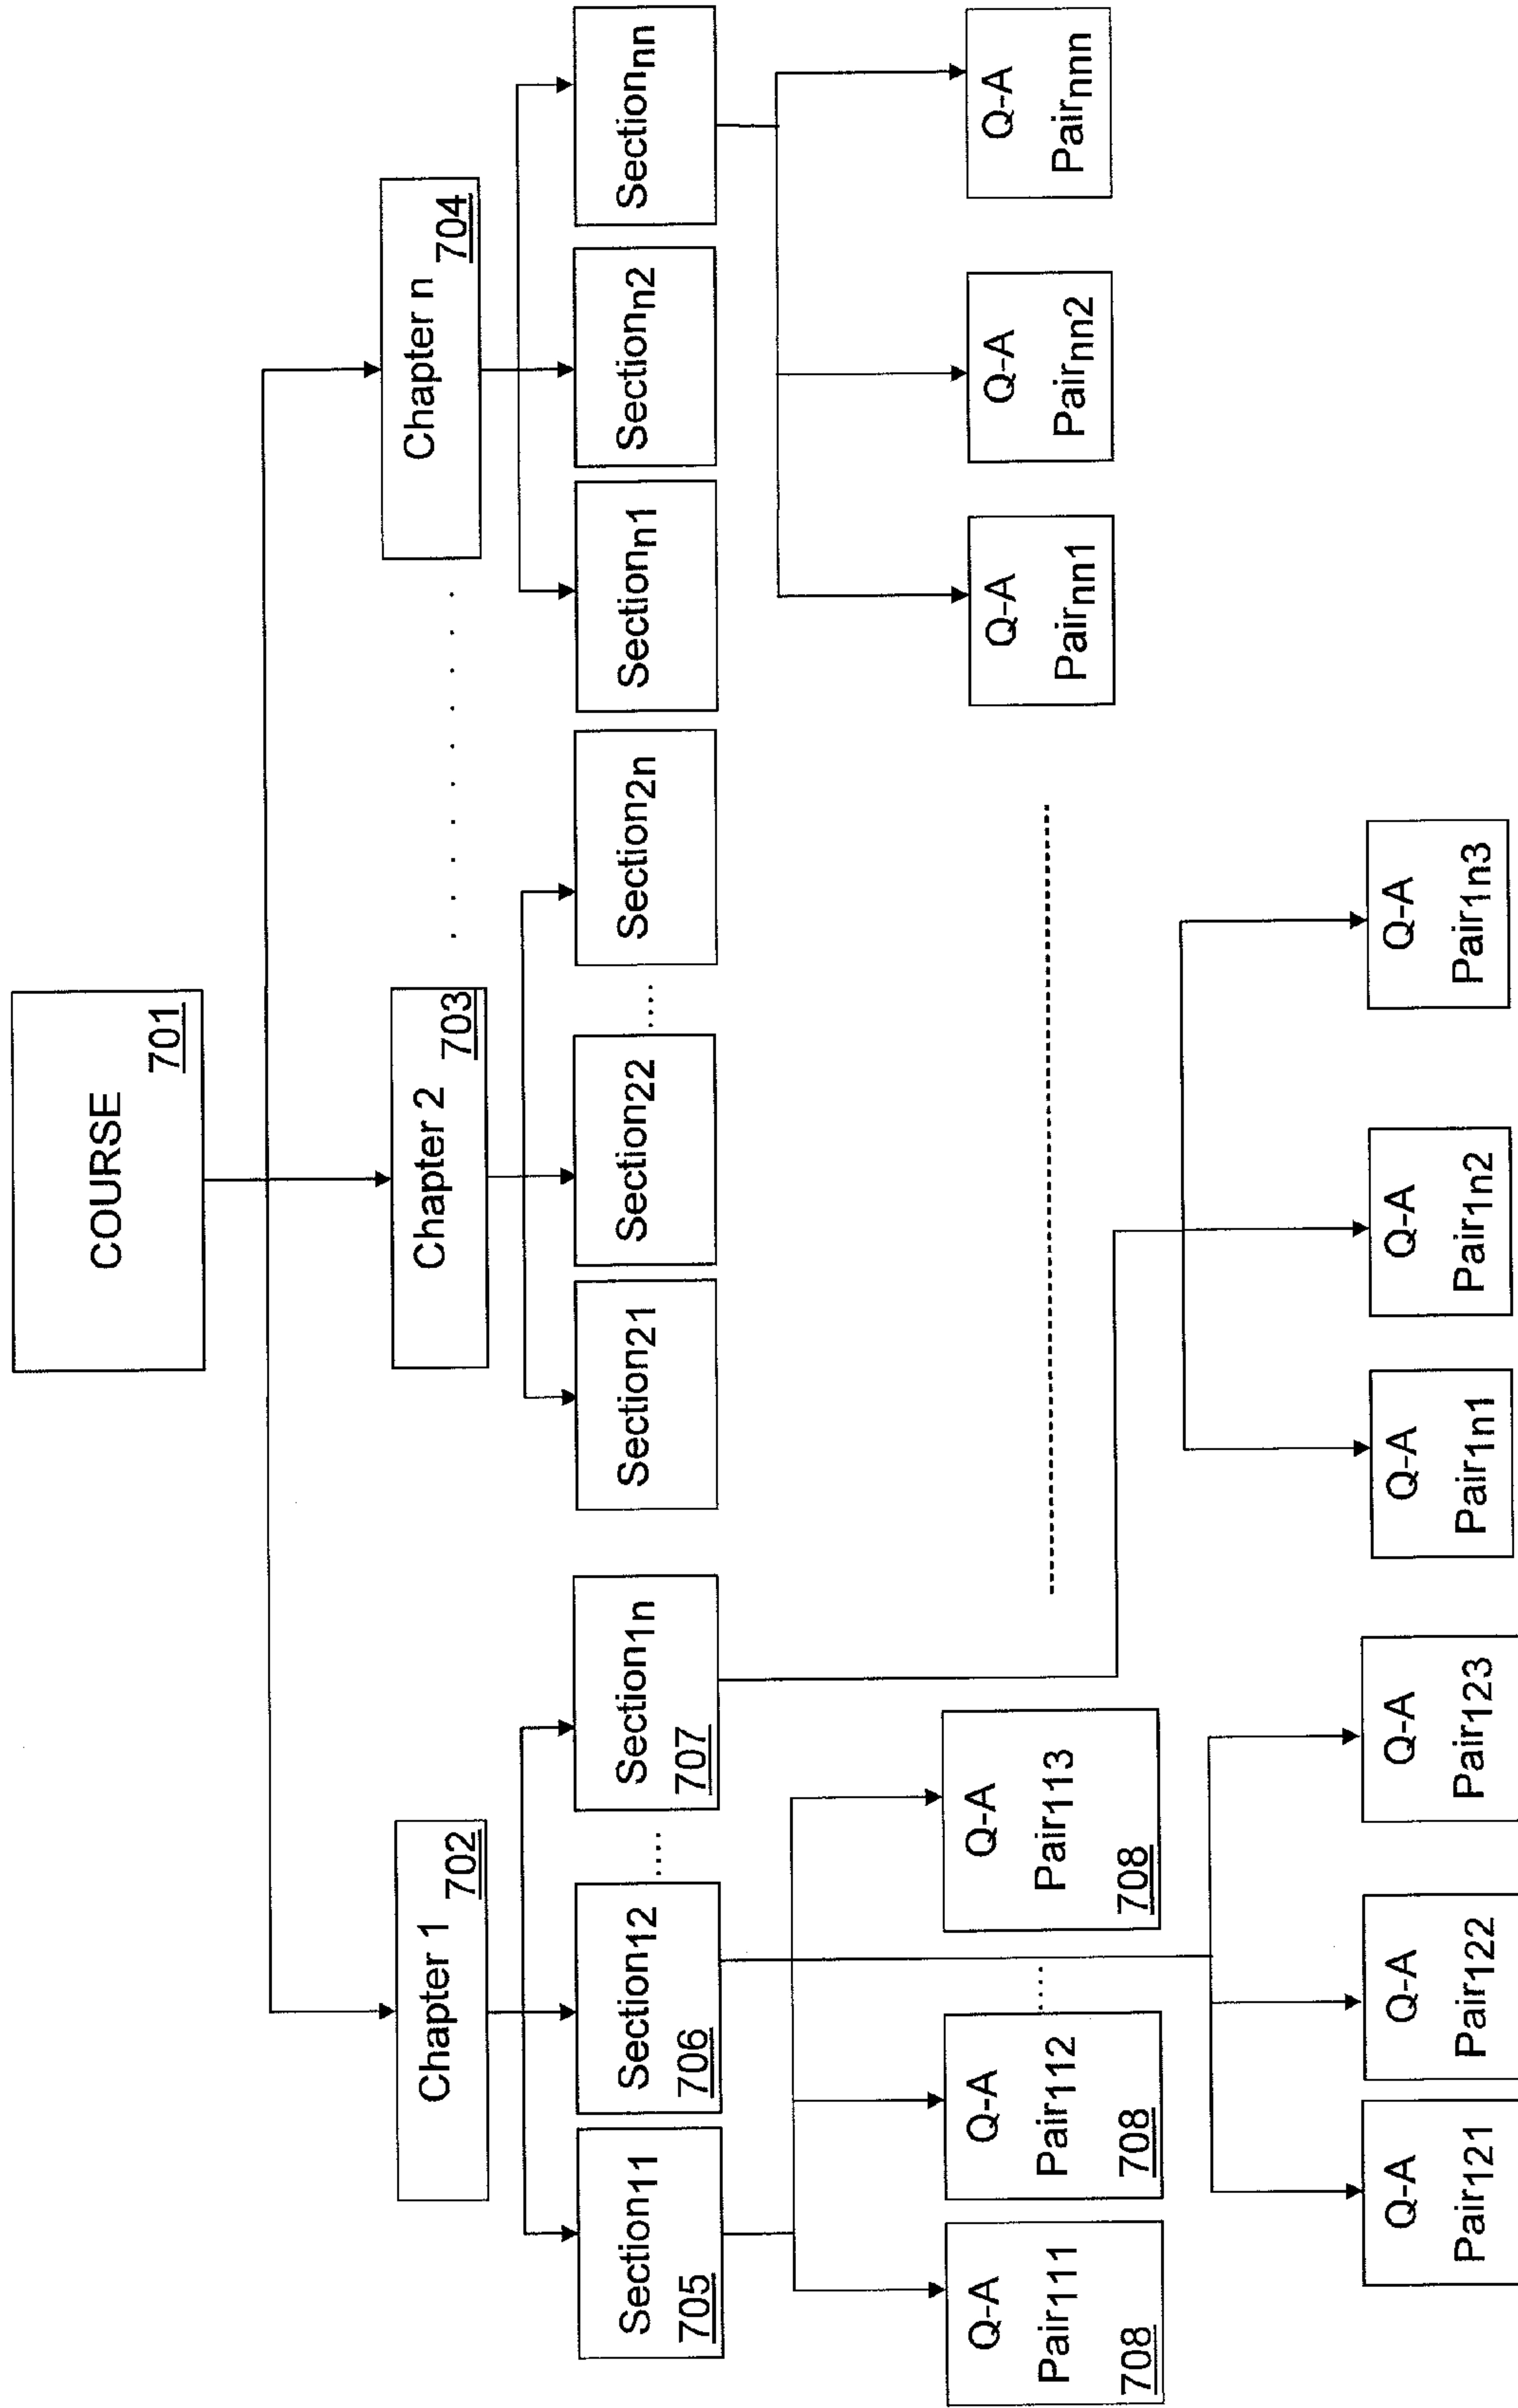 COURSE
701
Chapter 1
702
Chapter 2
703
. . . . . . . . .
Chapter n
704
Section11
705
Section12
706
....
Section1n
707
Section21
Section22
....
Section2n
Sectionn1
Sectionn2
Sectionnn
Q-A
Pair111
708
Q-A
Pair112
708
.....
Q-A
Pair113
708
Q-A
Pairnn1
Q-A
Pairnn2
Q-A
Pairnnn
Q-A
Pair121
Q-A
Pair122
Q-A
Pair123
Q-A
Pair1n1
Q-A
Pair1n2
Q-A
Pair1n3